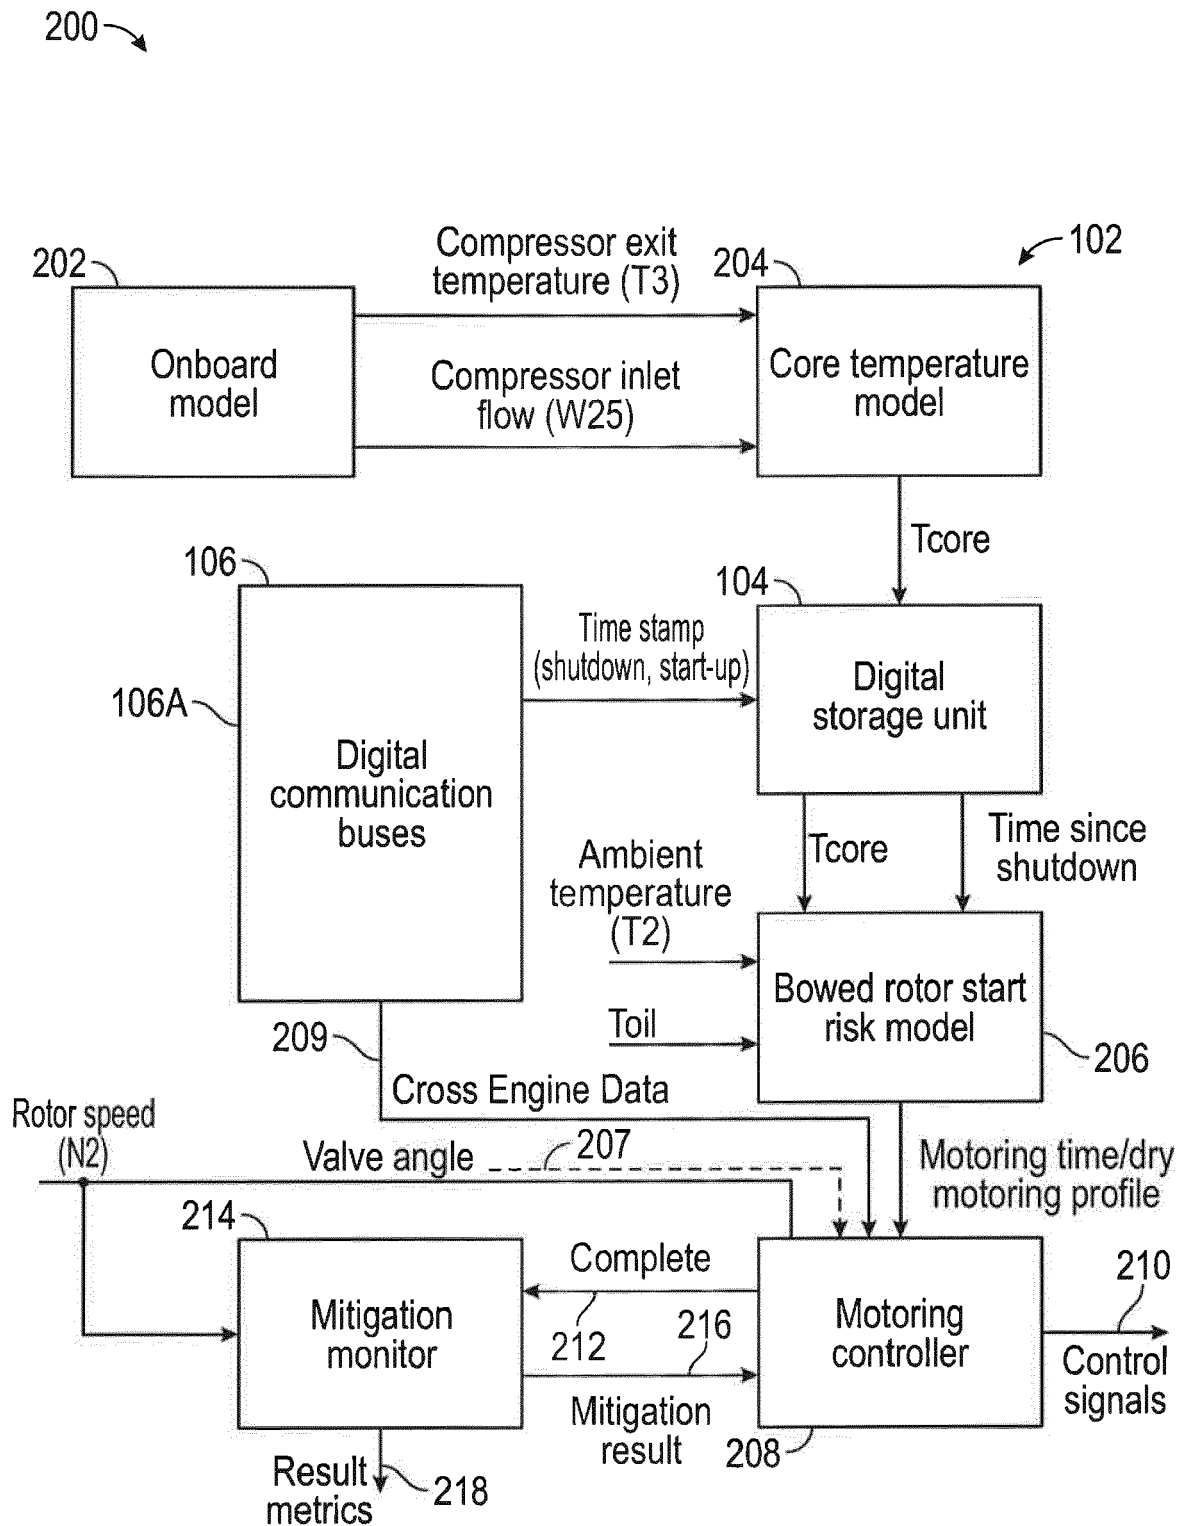 200
Compressor exit
temperature (T3)
102
202
204
Onboard
model
Compressor inlet
flow (W25)
Core temperature
model
Tcore
106
104
Time stamp
(shutdown, start-up)
106A
Digital
storage unit
Digital
communication
buses
Tcore
Time since
shutdown
Ambient
temperature
(T2)
Bowed rotor start
risk model
Toil
209
206
Cross Engine Data
Rotor speed
(N2)
Valve angle
207
Motoring time/dry
motoring profile
214
Complete
210
Mitigation
monitor
212
216
Motoring
controller
Control
signals
Mitigation
result
208
Result
metrics
218